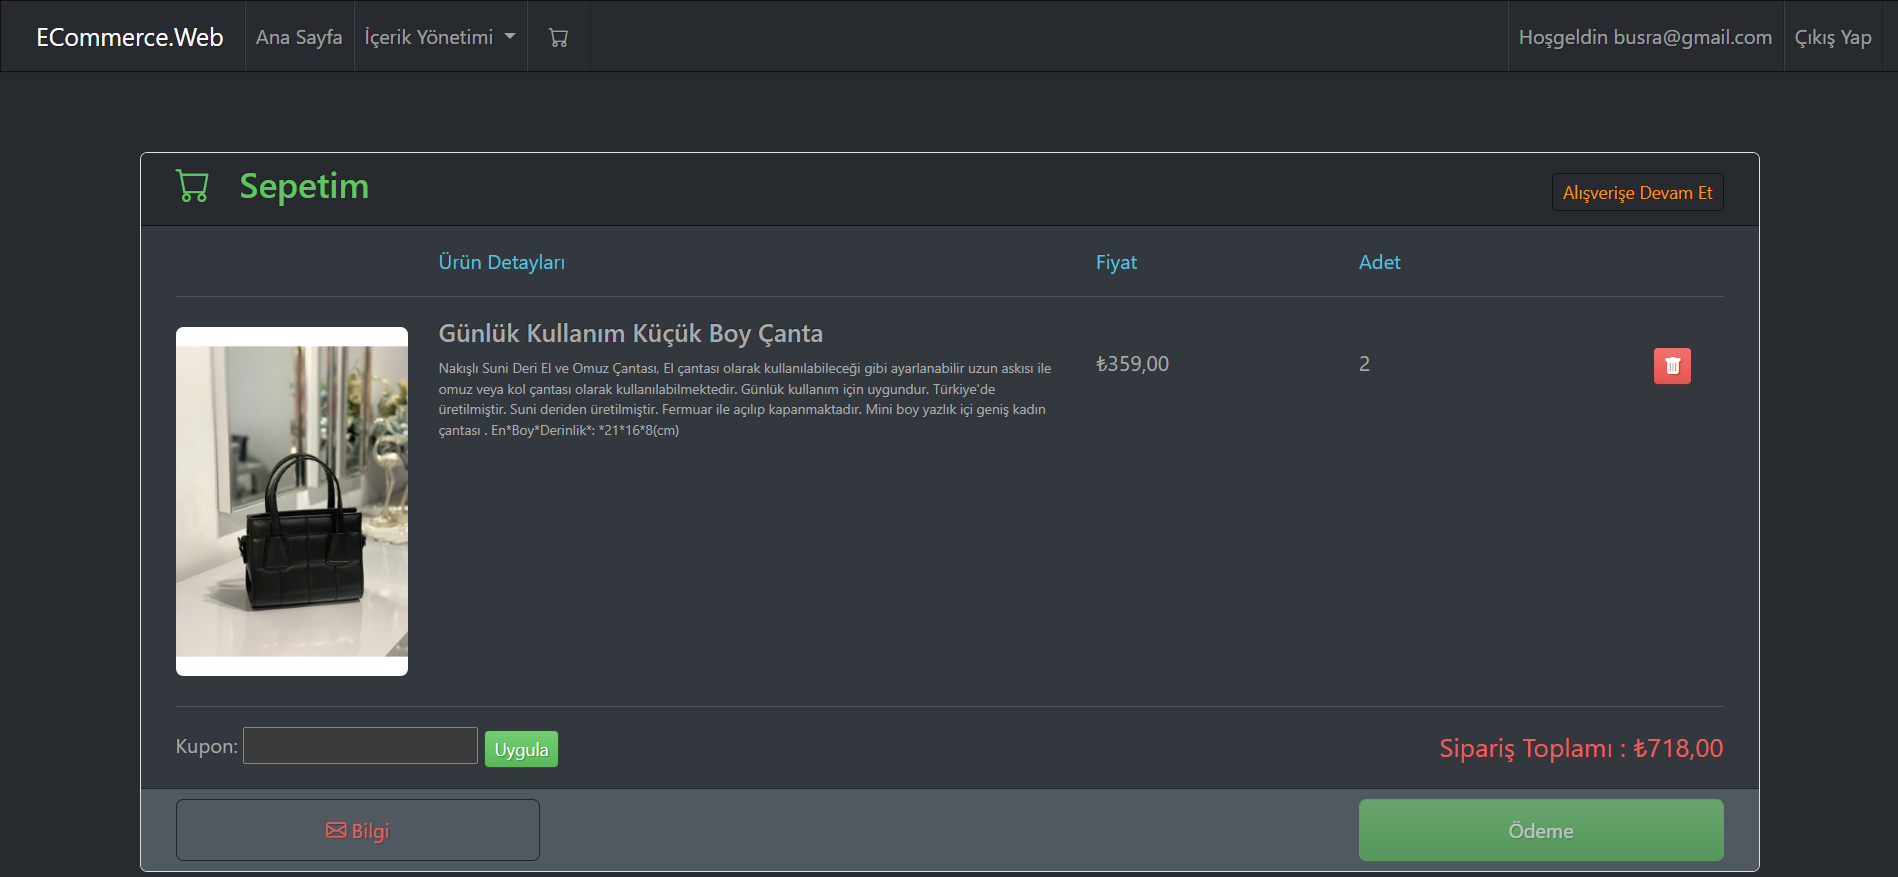 ECommerce.Web Ana Sayfa İçerik Yönetimi Hoşgeldin busra@gmail.com Çıkış Yap
Sepetim
Alışverişe Devam Et
Ürün Detayları Fiyat Adet
Günlük Kullanım Küçük Boy Çanta
Nakışlı Suni Deri El ve Omuz Çantası, El çantası olarak kullanılabileceği gibi ayarlanabilir uzun askısı ile
omuz veya kol çantası olarak kullanılabilmektedir. Günlük kullanım için uygundur. Türkiye'de
üretilmiştir. Suni deriden üretilmiştir. Fermuar ile açılıp kapanmaktadır. Mini boy yazlık içi geniş kadın
çantası . En*Boy*Derinlik*: *21*16*8(cm)
₺359,00 2
Kupon: Uygula Sipariş Toplamı : ₺718,00
Bilgi Ödeme